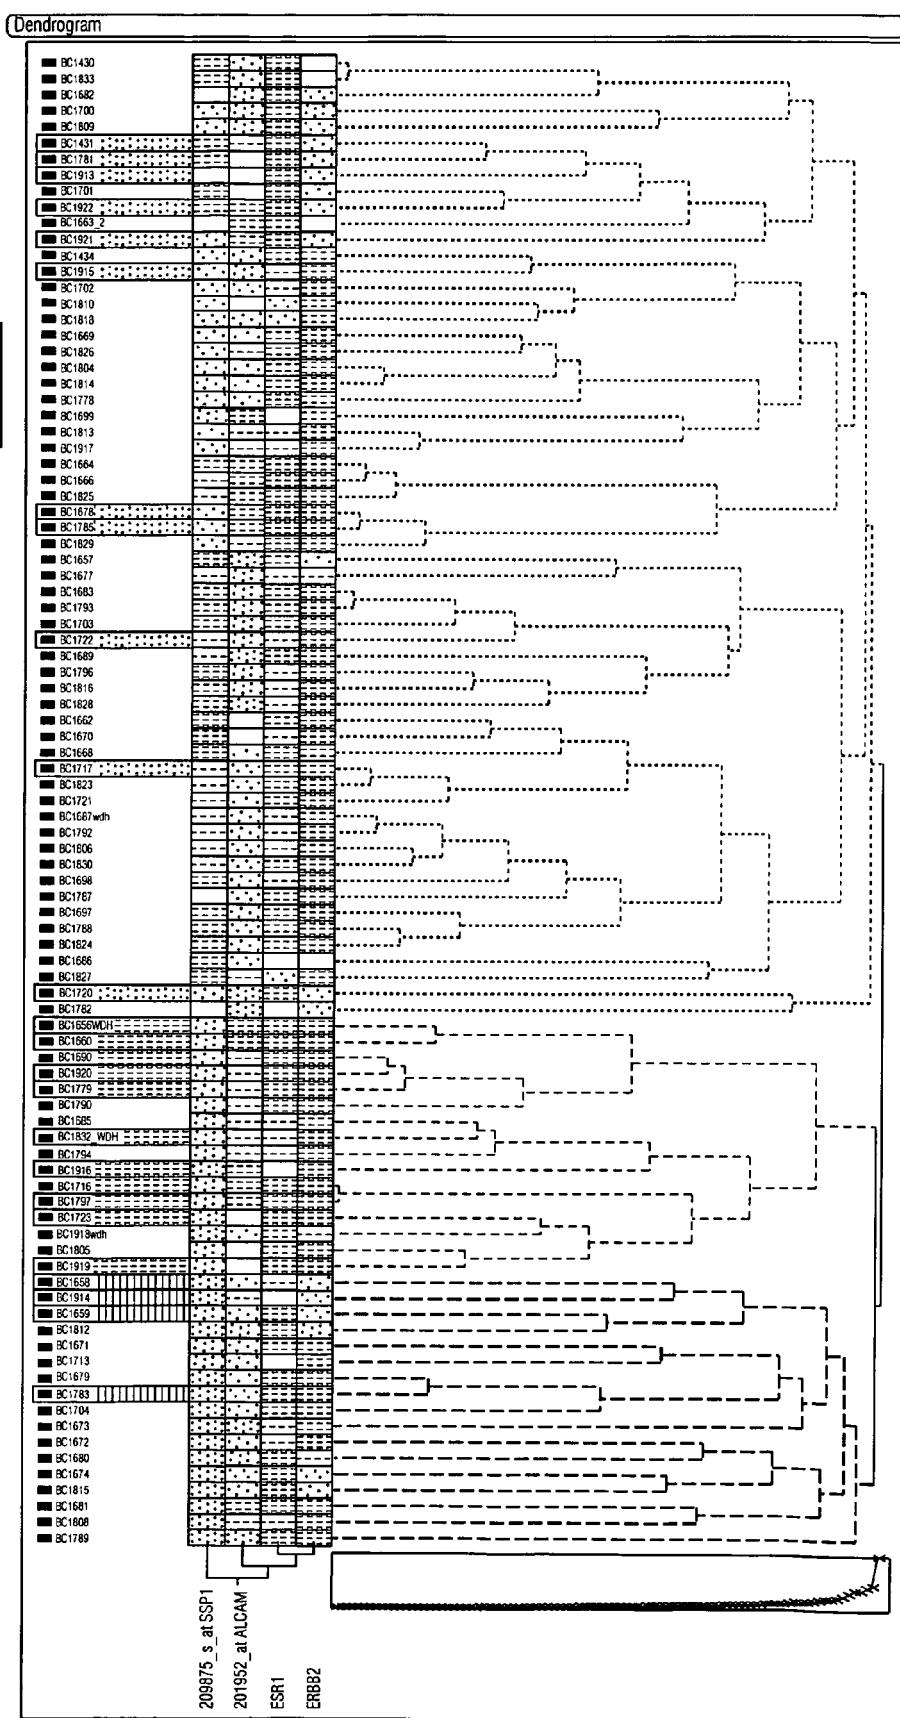 Dendrogram
BC1430
BC1833
BC1682
BC1700
BC1809
BC1431
BC1781
BC1913
BC1701
BC1922
BC1663_2
BC1921
BC1434
BC1915
BC1702
BC1810
BC1818
BC1669
BC1826
BC1804
BC1814
BC1778
BC1699
BC1813
BC1917
BC1664
BC1666
BC1825
BC1678
BC1785
BC1829
BC1657
BC1677
BC1683
BC1793
BC1703
BC1722
BC1689
BC1796
BC1816
BC1828
BC1662
BC1670
BC1668
BC1717
BC1823
BC1721
BC1687wdh
BC1792
BC1806
BC1830
BC1698
BC1787
BC1697
BC1788
BC1824
BC1686
BC1827
BC1720
BC1782
BC1656WDH
BC1660
BC1690
BC1920
BC1779
BC1790
BC1685
BC1832_WDH
BC1794
BC1916
BC1716
BC1797
BC1723
BC1918wdh
BC1805
BC1919
BC1658
BC1914
BC1659
BC1812
BC1671
BC1713
BC1679
BC1783
BC1704
BC1673
BC1672
BC1680
BC1674
BC1815
BC1681
BC1808
BC1789
209875_s_at SSP1
201952_at ALCAM
ESR1
ERBB2